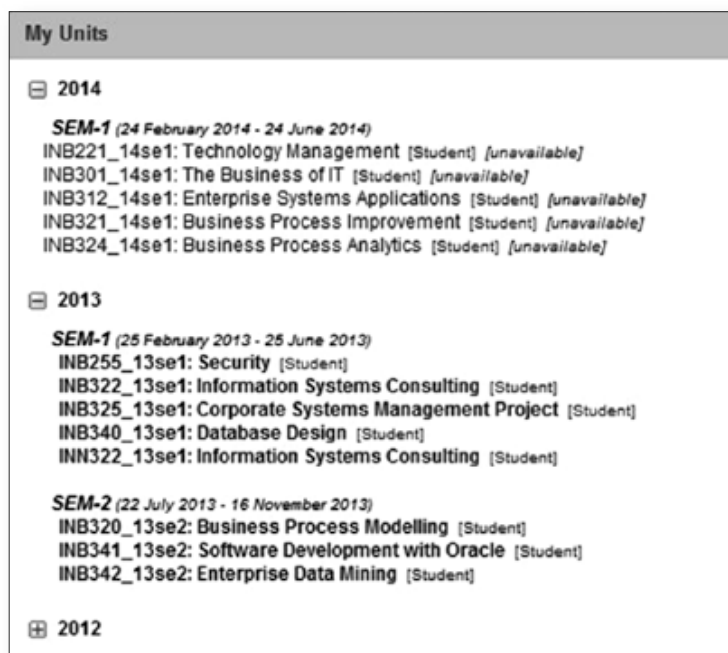 My Units
2014
SEM-1 (24 February 2014 - 24 June 2014)
INB221_14se1: Technology Management [Student] [unavailable]
INB301_14se1: The Business of IT [Student] [unavailable]
INB312_14se1: Enterprise Systems Applications [Student] [unavailable]
INB321_14se1: Business Process Improvement [Student] [unavailable]
INB324_14se1: Business Process Analytics [Student] [unavailable]
2013
SEM-1 (25 February 2013 - 25 June 2013)
INB255_13se1: Security [Student]
INB322_13se1: Information Systems Consulting [Student]
INB325_13se1: Corporate Systems Management Project [Student]
INB340_13se1: Database Design [Student]
INN322_13se1: Information Systems Consulting [Student]
SEM-2 (22 July 2013 - 16 November 2013)
INB320_13se2: Business Process Modelling [Student]
INB341_13se2: Software Development with Oracle [Student]
INB342_13se2: Enterprise Data Mining [Student]
2012